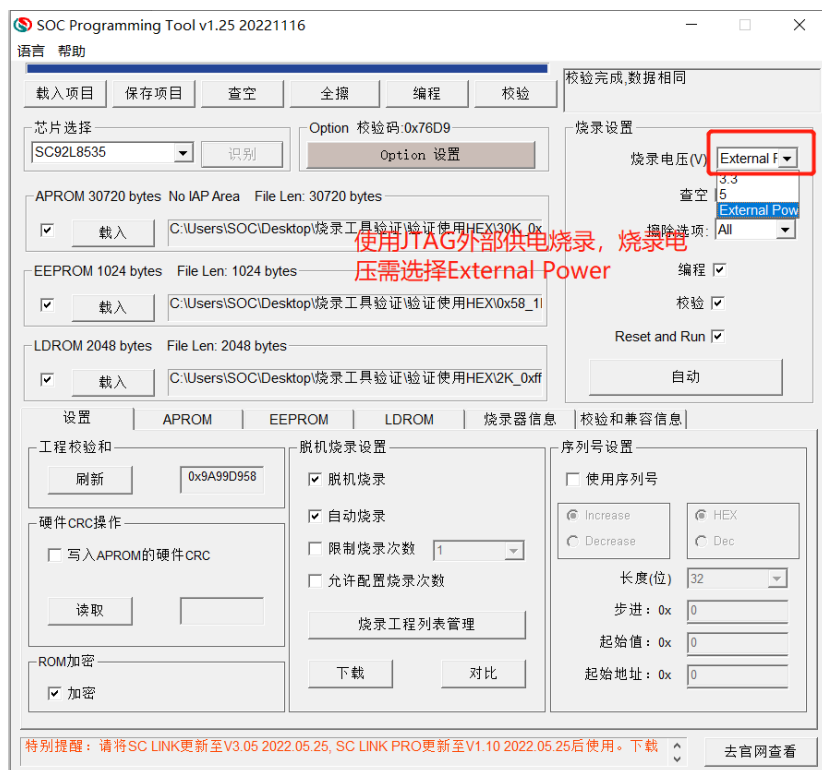 SOC Programming Tool v1.25 20221116
语言 帮助
载入项目 保存项目 查空 全擦 编程 校验
校验完成,数据相同
芯片选择
SC92L8535 识别
Option 校验码:0x76D9
Option 设置
烧录设置
烧录电压(V) External F
3.3
5
External Pow
查空
擦除选项: All
编程
校验
Reset and Run
自动
APROM 30720 bytes No IAP Area File Len: 30720 bytes
载入 C:\Users\SOC\Desktop\烧录工具验证\验证使用HEX\30K_0x
使用JTAG外部供电烧录，烧录电
压需选择External Power
EEPROM 1024 bytes File Len: 1024 bytes
载入 C:\Users\SOC\Desktop\烧录工具验证\验证使用HEX\0x58_1
LDROM 2048 bytes File Len: 2048 bytes
载入 C:\Users\SOC\Desktop\烧录工具验证\验证使用HEX\2K_0xff
设置 APROM EEPROM LDROM 烧录器信息 校验和兼容信息
工程校验和
刷新 0x9A99D958
硬件CRC操作
写入APROM的硬件CRC
读取
ROM加密
加密
脱机烧录设置
脱机烧录
自动烧录
限制烧录次数 1
允许配置烧录次数
烧录工程列表管理
下载 对比
序列号设置
使用序列号
Increase HEX
Decrease Dec
长度(位) 32
步进：0x 0
起始值：0x 0
起始地址：0x 0
特别提醒：请将SC LINK更新至V3.05 2022.05.25, SC LINK PRO更新至V1.10 2022.05.25后使用。下载
去官网查看